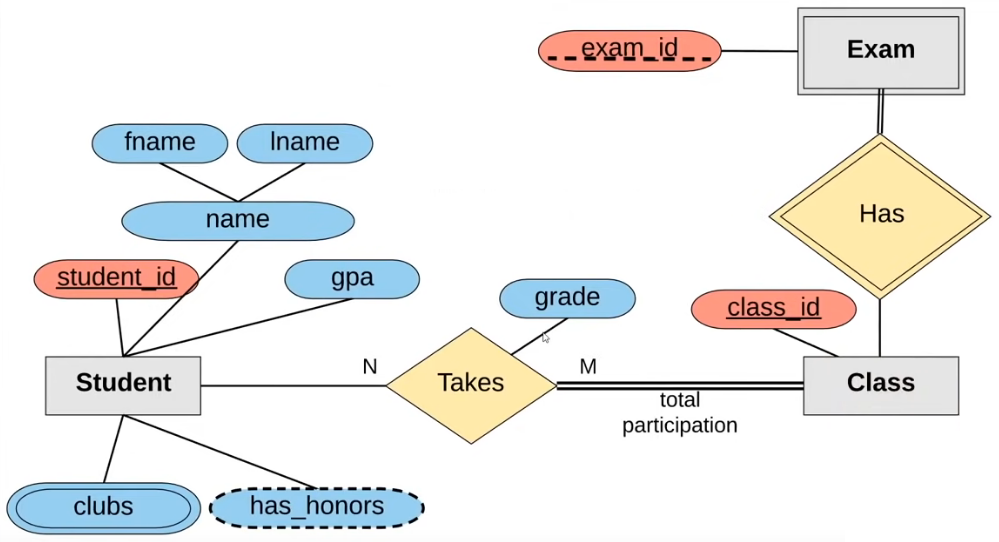 exam_id
Exam
fname
lname
name
Has
student_id
gpa
grade
class_id
Student
N
Takes
M
total
participation
Class
clubs
has_honors